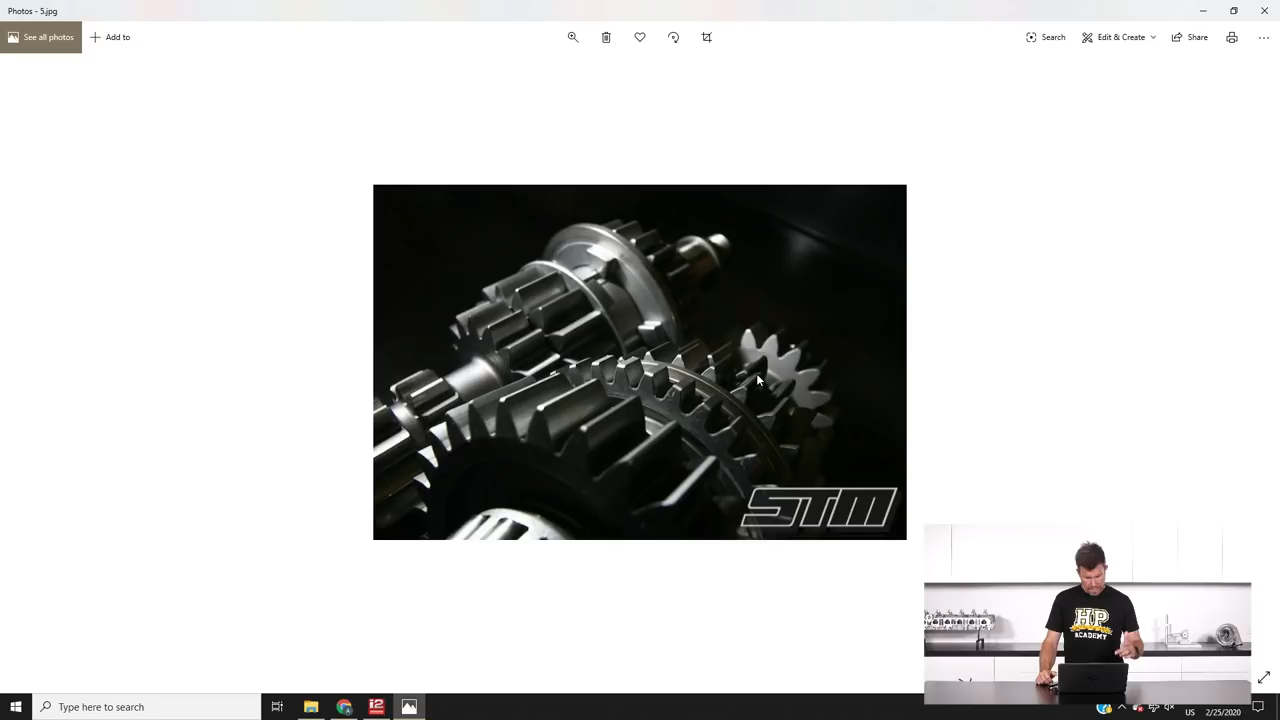 Photos - 5.jpg
See all photos
Add to
Search
Edit & Create
Share
STM
HP
ACADEMY
Type here to search
i2
US
2/25/2020